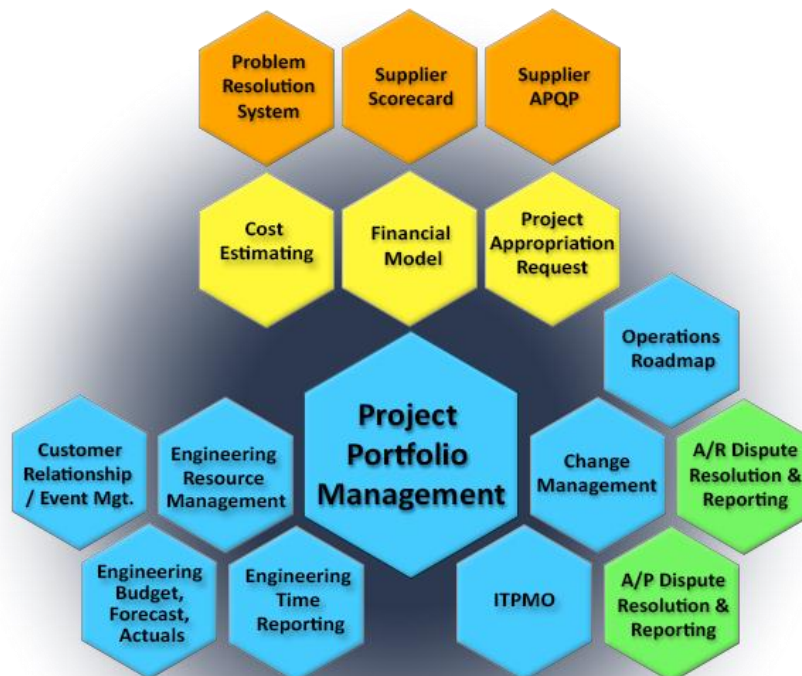 Problem
Resolution
System
Supplier
Scorecard
Supplier
APQP
Cost
Estimating
Financial
Model
Project
Appropriation
Request
Operations
Roadmap
Project
Portfolio
Management
Customer
Relationship
/ Event Mgt.
Engineering
Resource
Management
Change
Management
A/R Dispute
Resolution &
Reporting
Engineering
Budget,
Forecast,
Actuals
Engineering
Time
Reporting
ITPMO
A/P Dispute
Resolution &
Reporting